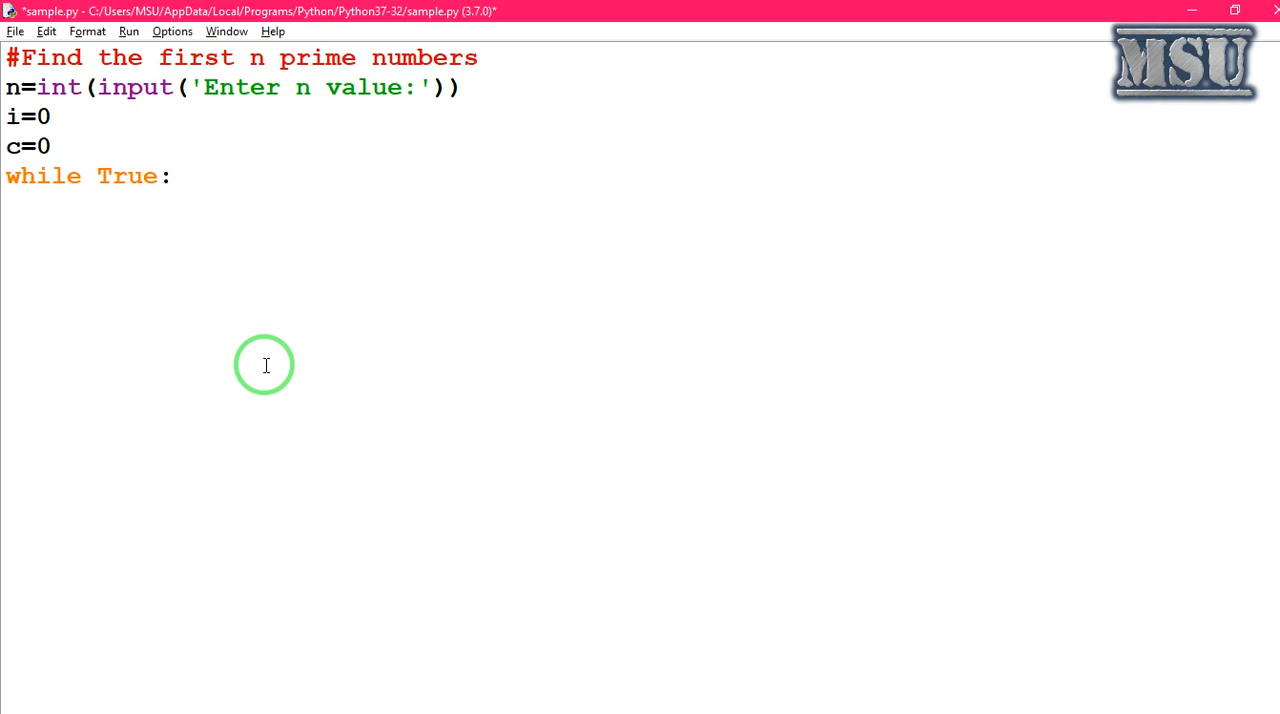 *sample.py - C:/Users/MSU/AppData/Local/Programs/Python/Python37-32/sample.py (3.7.0)*
File Edit Format Run Options Window Help
#Find the first n prime numbers
n=int(input('Enter n value:'))
i=0
c=0
while True:
MSU